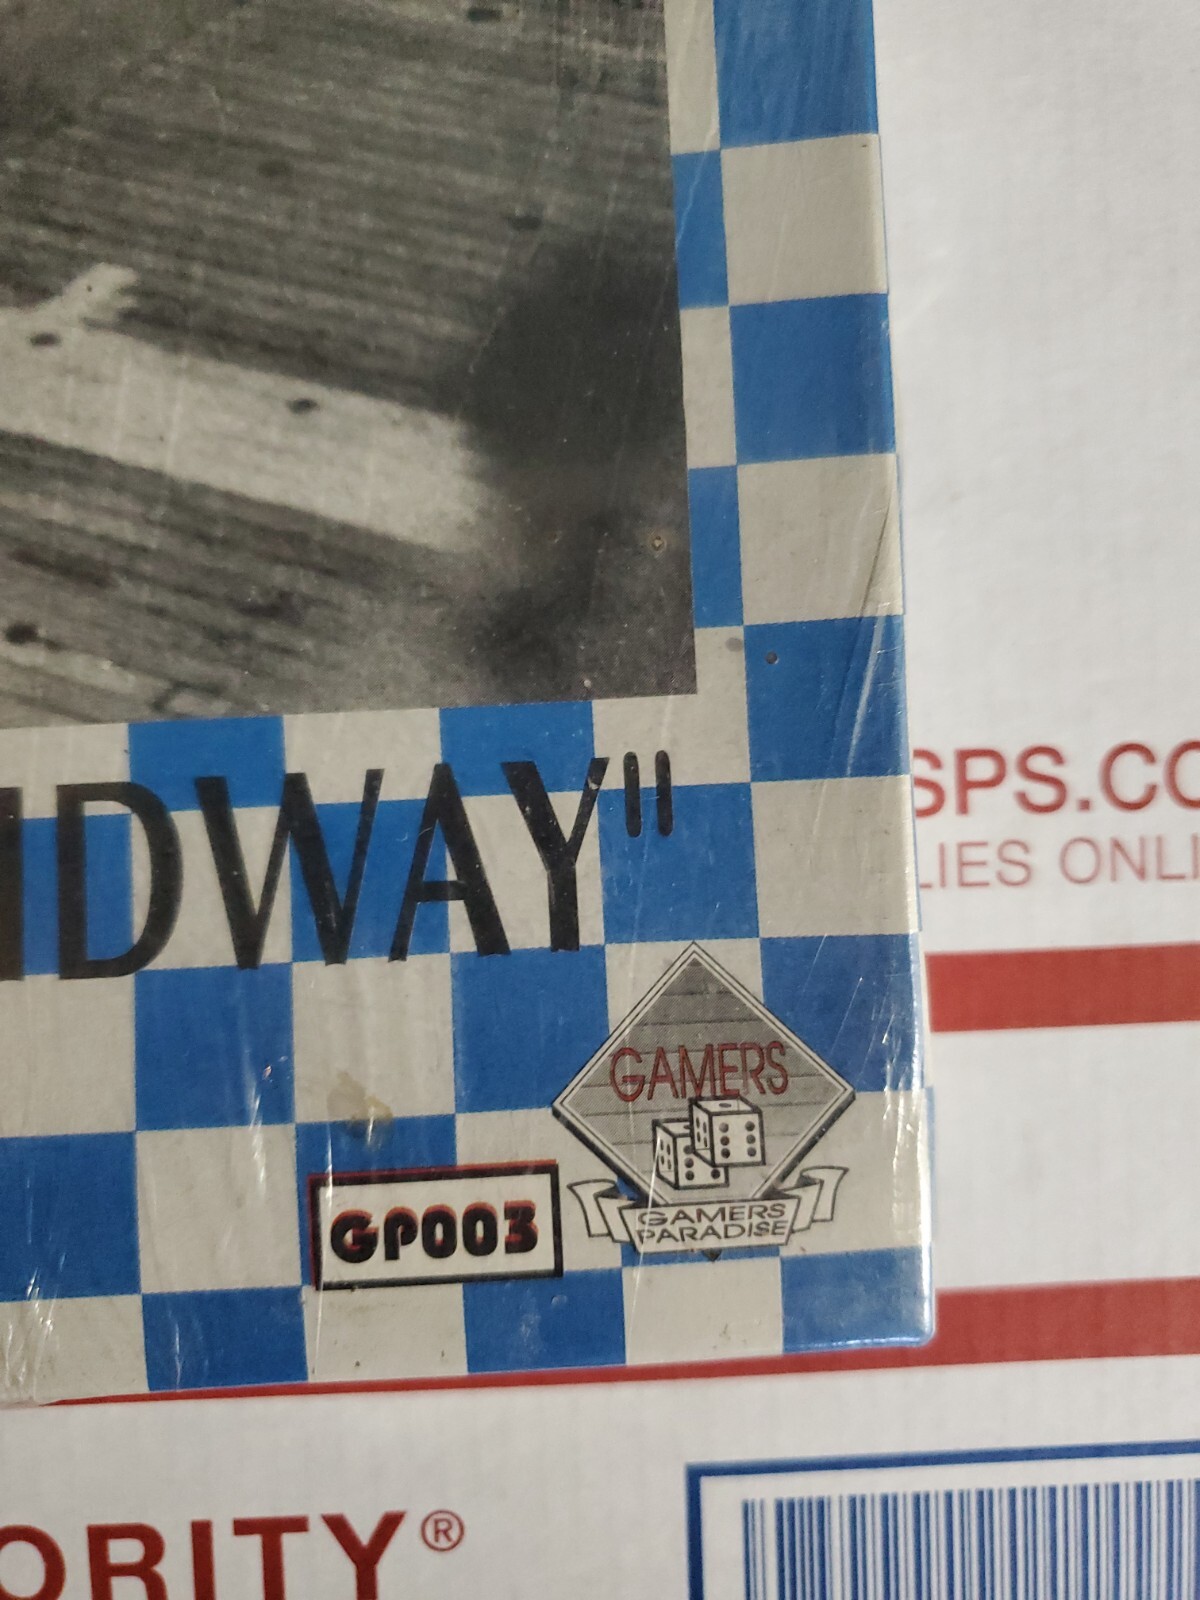 IDWAY"
GAMERS
GAMERS
PARADISE
GP003
SPS.CO
LIES ONLI
ORITY®